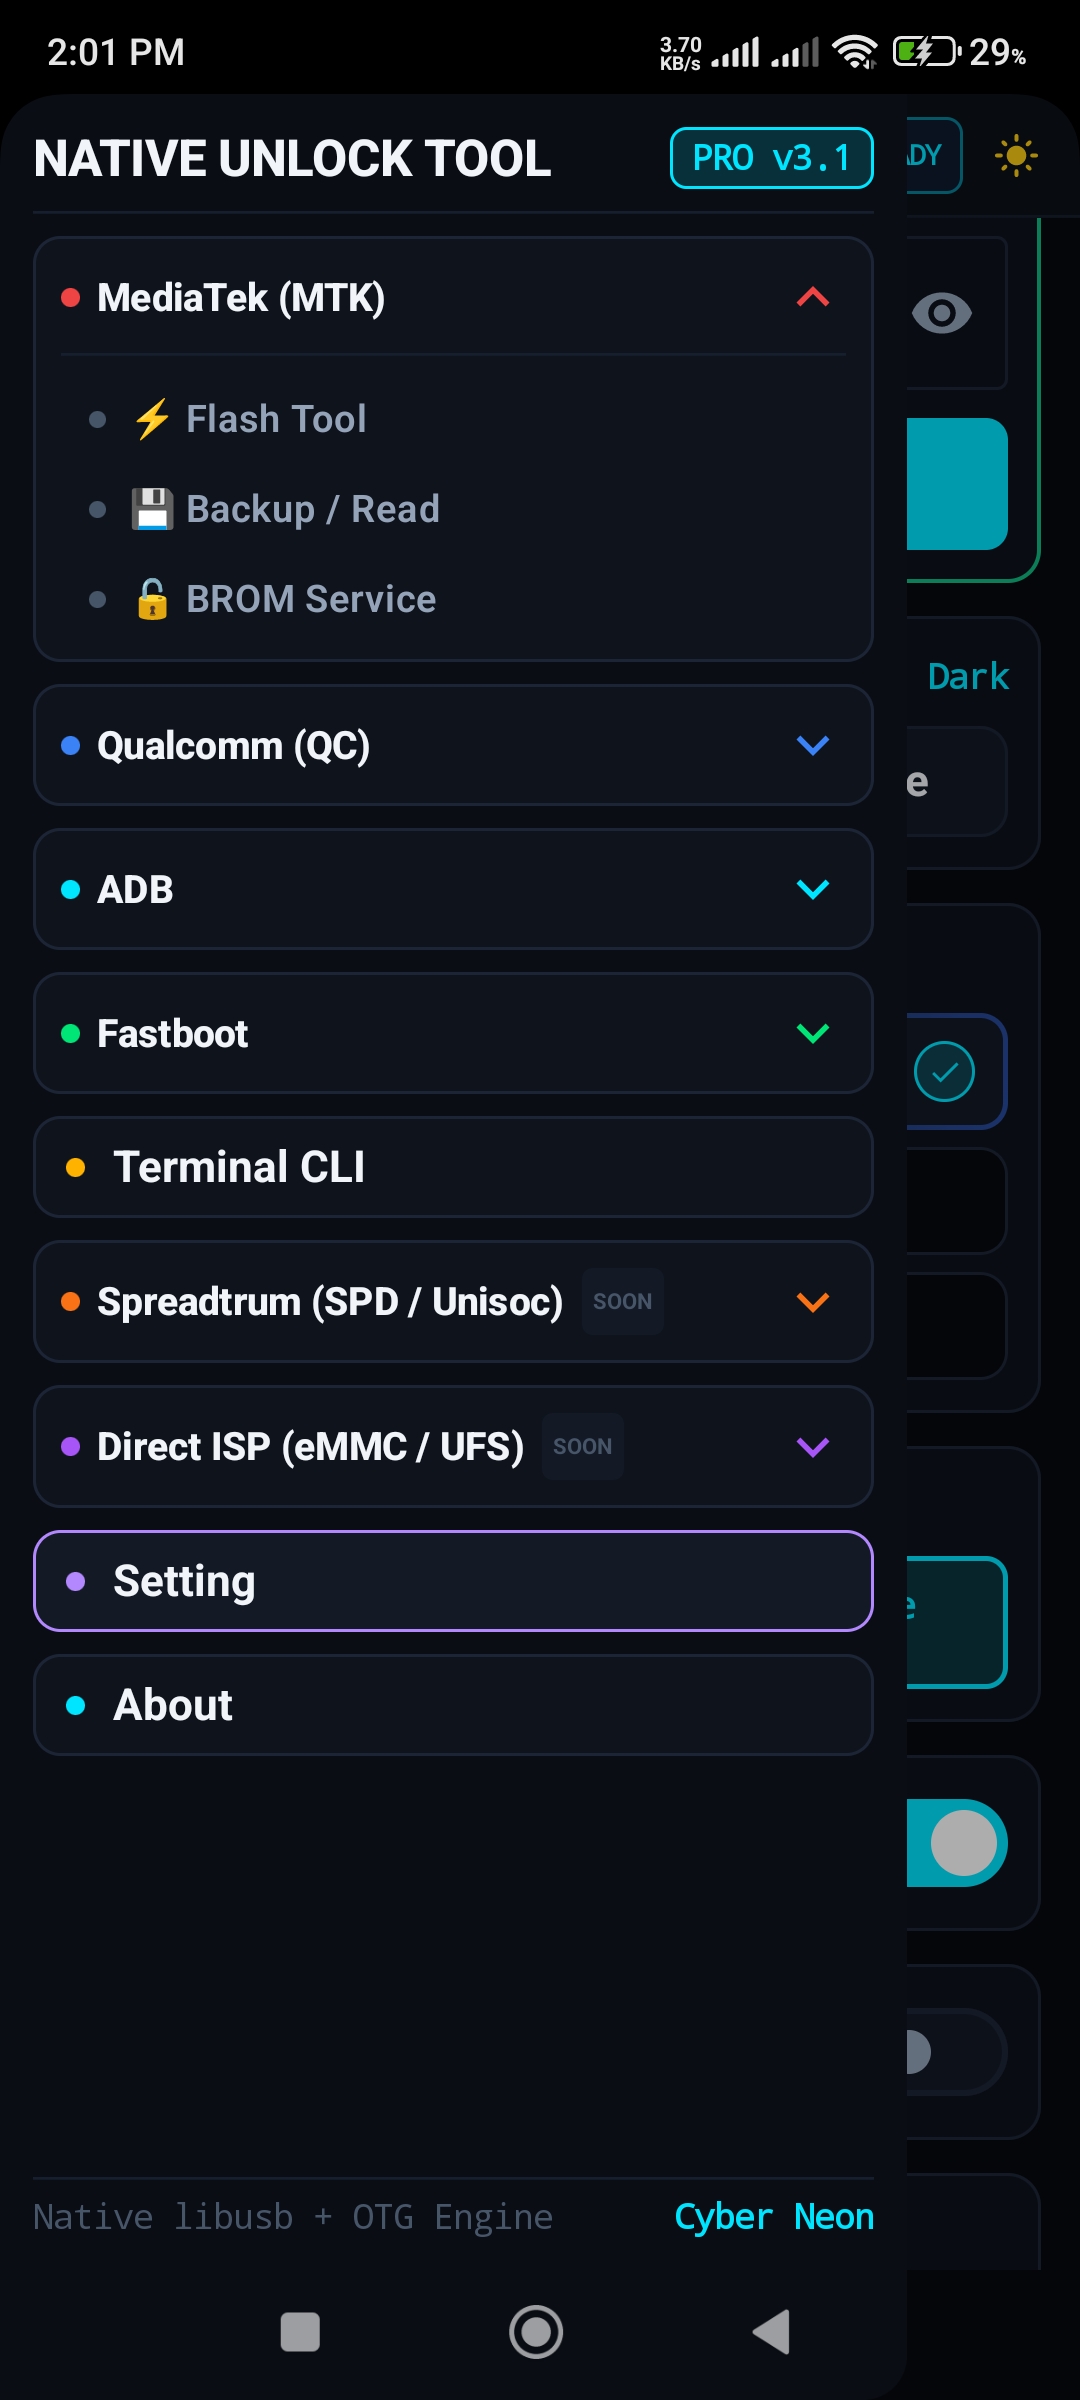 2:01 PM
3.70 KB/s
29%
NATIVE UNLOCK TOOL
PRO v3.1
MediaTek (MTK)
⚡ Flash Tool
💾 Backup / Read
🔓 BROM Service
Dark
Qualcomm (QC)
ADB
Fastboot
Terminal CLI
Spreadtrum (SPD / Unisoc) SOON
Direct ISP (eMMC / UFS) SOON
Setting
About
Native libusb + OTG Engine
Cyber Neon